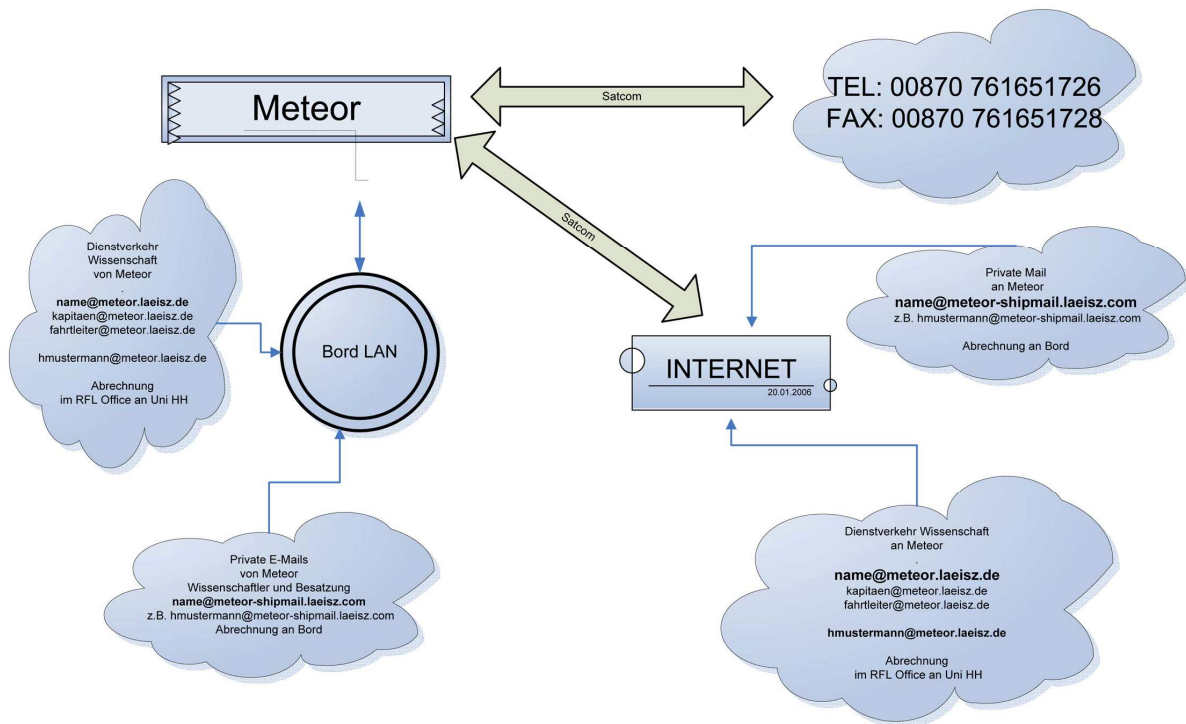 Meteor
Satcom
TEL: 00870 761651726
FAX: 00870 761651728
Satcom
Dienstverkehr
Wissenschaft
von Meteor
.
name@meteor.laeisz.de
kapitaen@meteor.laeisz.de
fahrtleiter@meteor.laeisz.de
hmustermann@meteor.laeisz.de
Abrechnung
im RFL Office an Uni HH
Bord LAN
Private Mail
an Meteor
name@meteor-shipmail.laeisz.com
z.B. hmustermann@meteor-shipmail.laeisz.com
Abrechnung an Bord
INTERNET
20.01.2006
Private E-Mails
von Meteor
Wissenschaftler und Besatzung
name@meteor-shipmail.laeisz.com
z.B. hmustermann@meteor-shipmail.laeisz.com
Abrechnung an Bord
Dienstverkehr Wissenschaft
an Meteor
.
name@meteor.laeisz.de
kapitaen@meteor.laeisz.de
fahrtleiter@meteor.laeisz.de
hmustermann@meteor.laeisz.de
Abrechnung
im RFL Office an Uni HH